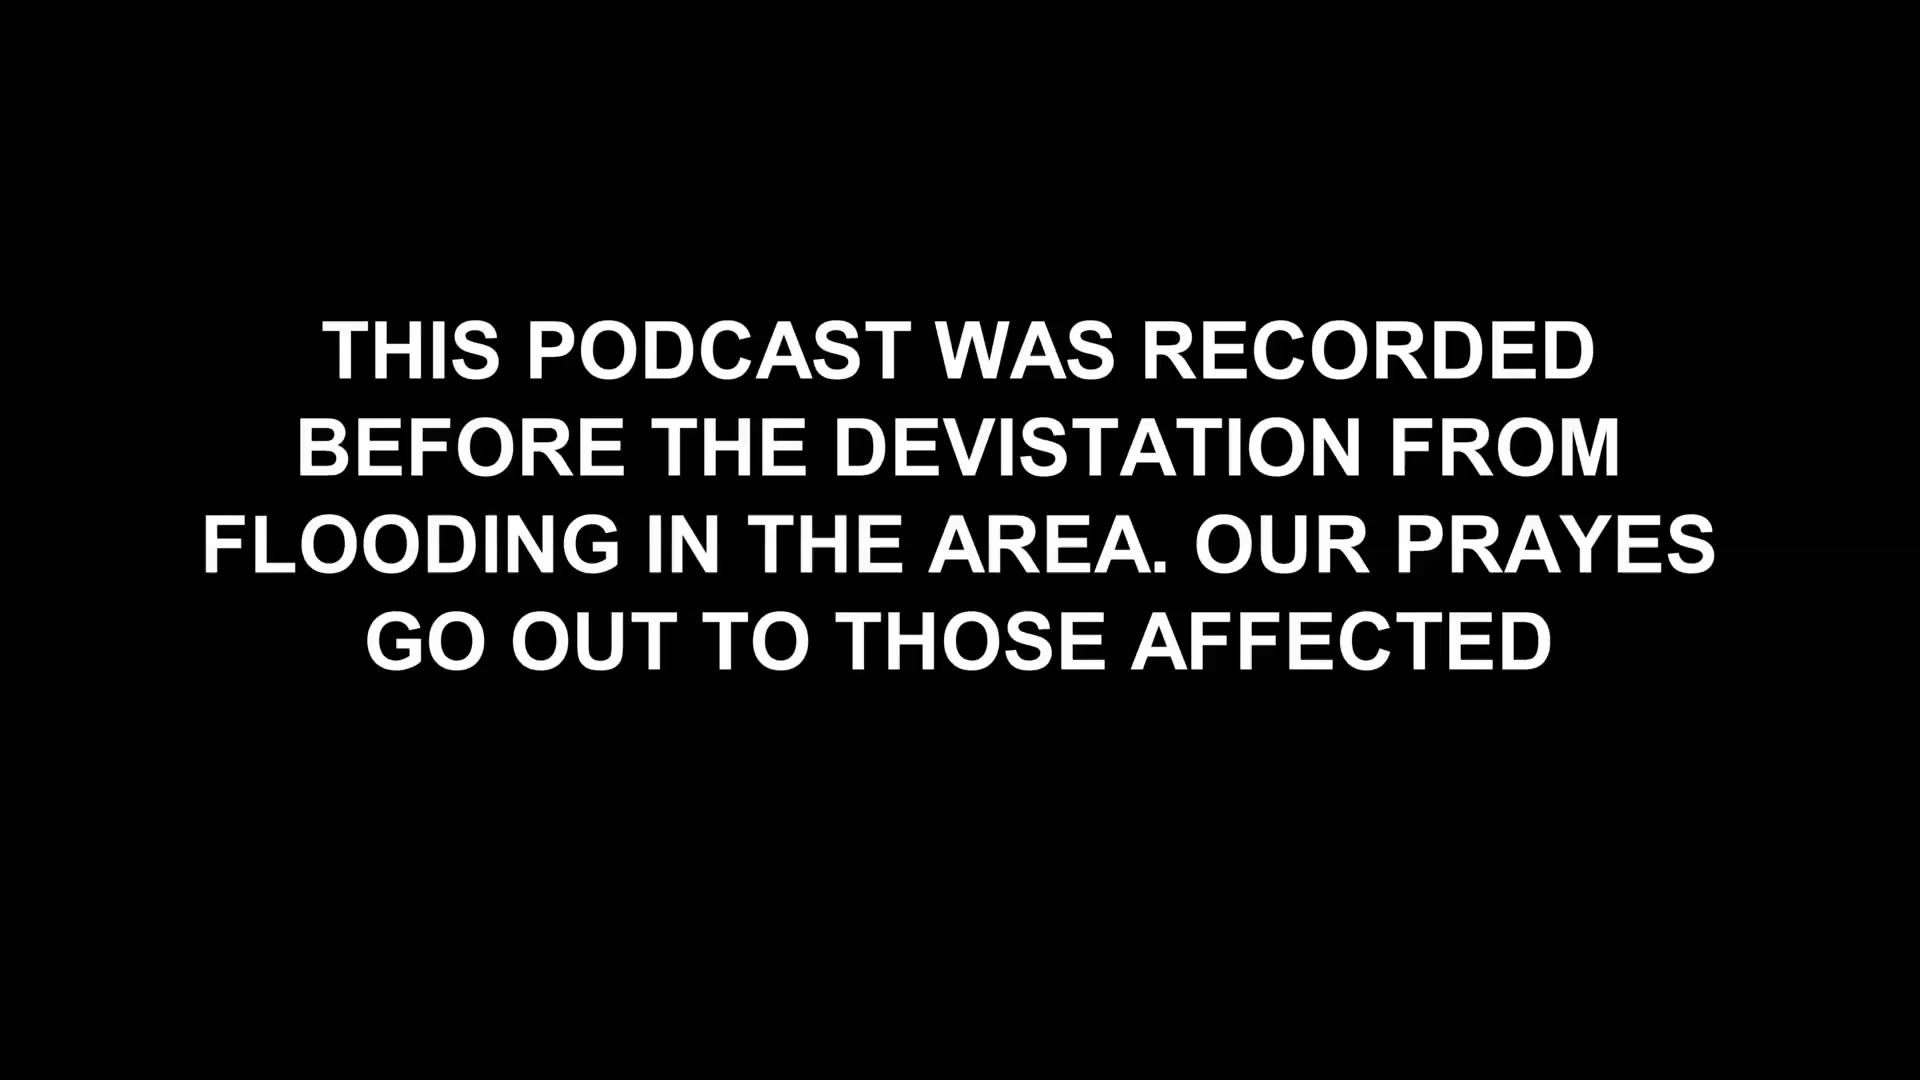 THIS PODCAST WAS RECORDED
BEFORE THE DEVISTATION FROM
FLOODING IN THE AREA. OUR PRAYES
GO OUT TO THOSE AFFECTED